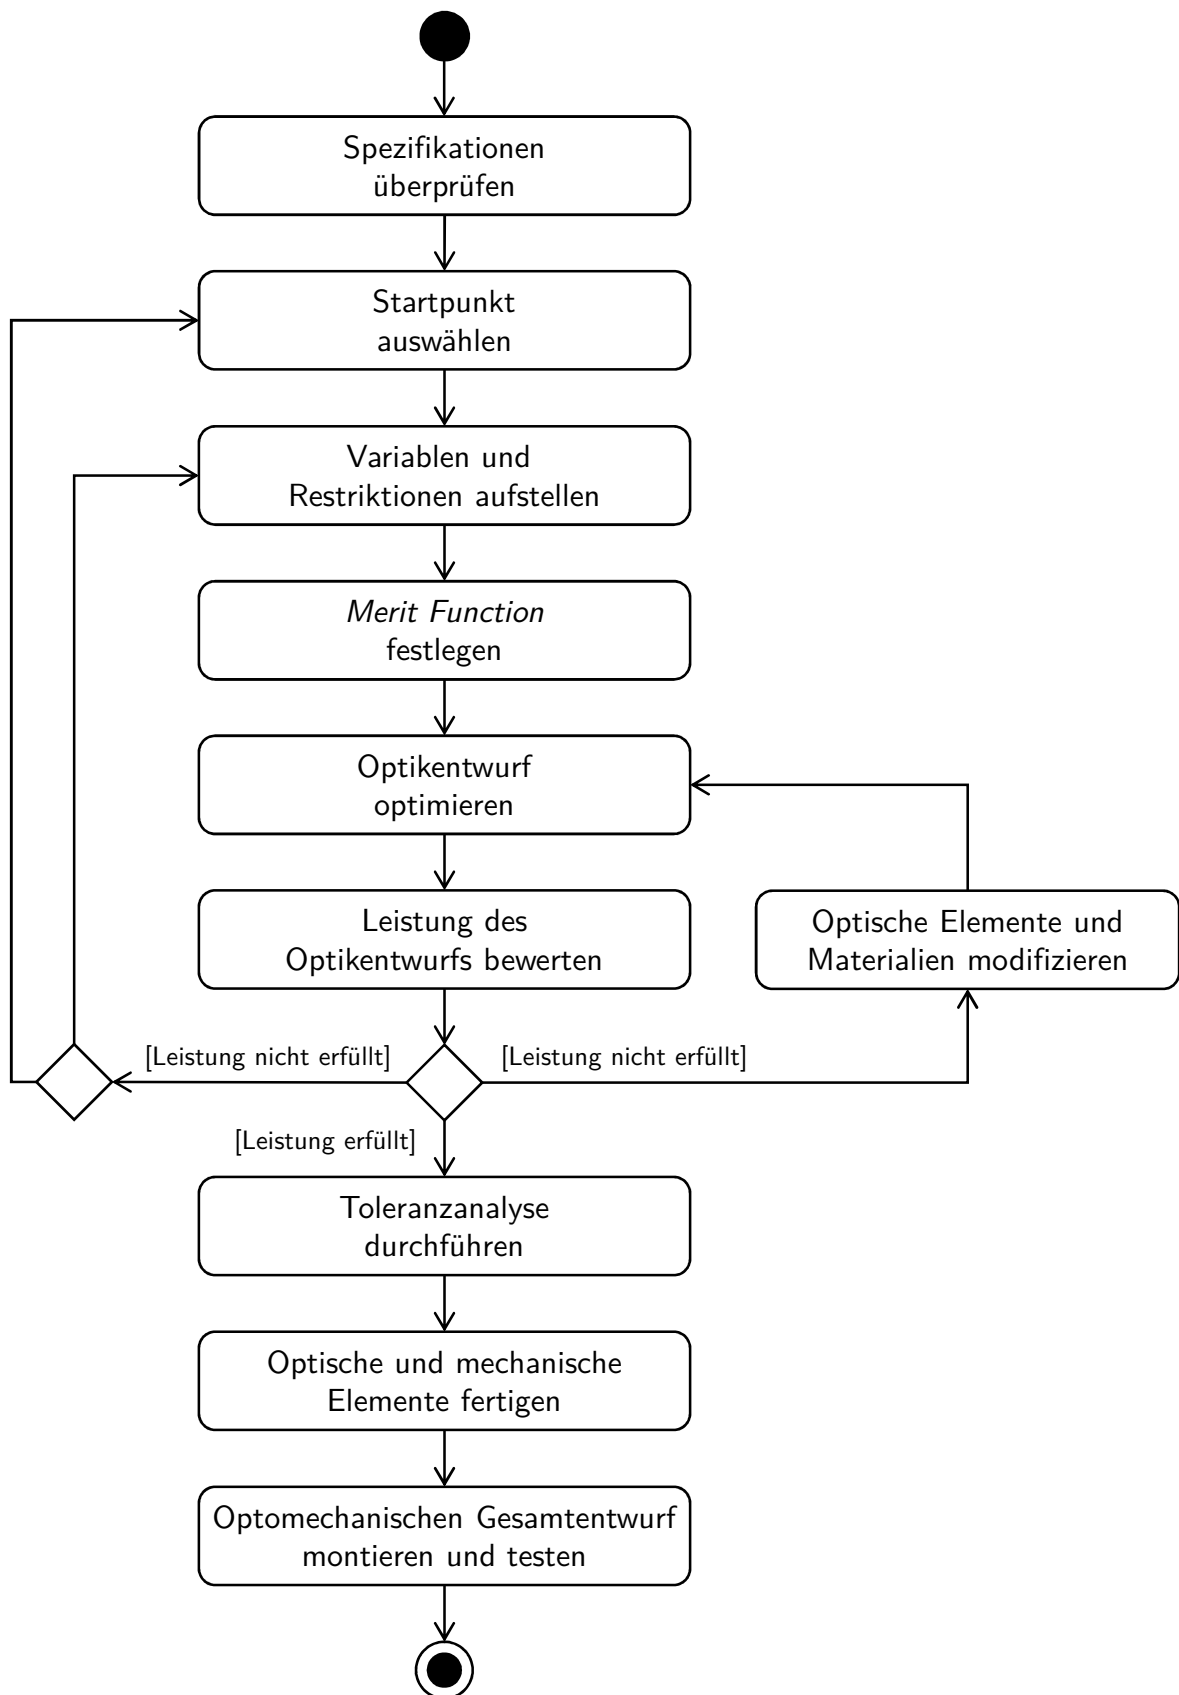 Spezifikationen
überprüfen
Startpunkt
auswählen
Variablen und
Restriktionen aufstellen
Merit Function
festlegen
Optikentwurf
optimieren
Leistung des
Optikentwurfs bewerten
Optische Elemente und
Materialien modifizieren
[Leistung nicht erfüllt]
[Leistung nicht erfüllt]
[Leistung erfüllt]
Toleranzanalyse
durchführen
Optische und mechanische
Elemente fertigen
Optomechanischen Gesamtentwurf
montieren und testen